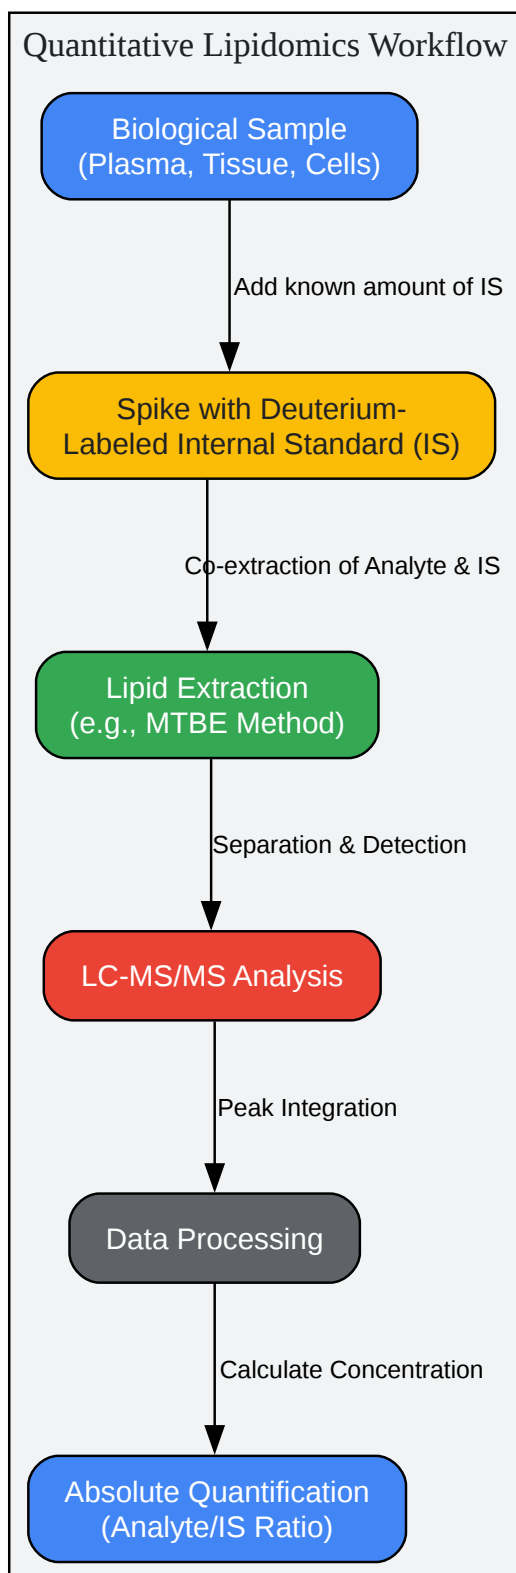 Quantitative Lipidomics Workflow
Biological Sample
(Plasma, Tissue, Cells)
Add known amount of IS
Spike with Deuterium-
Labeled Internal Standard (IS)
Co-extraction of Analyte & IS
Lipid Extraction
(e.g., MTBE Method)
Separation & Detection
LC-MS/MS Analysis
Peak Integration
Data Processing
Calculate Concentration
Absolute Quantification
(Analyte/IS Ratio)